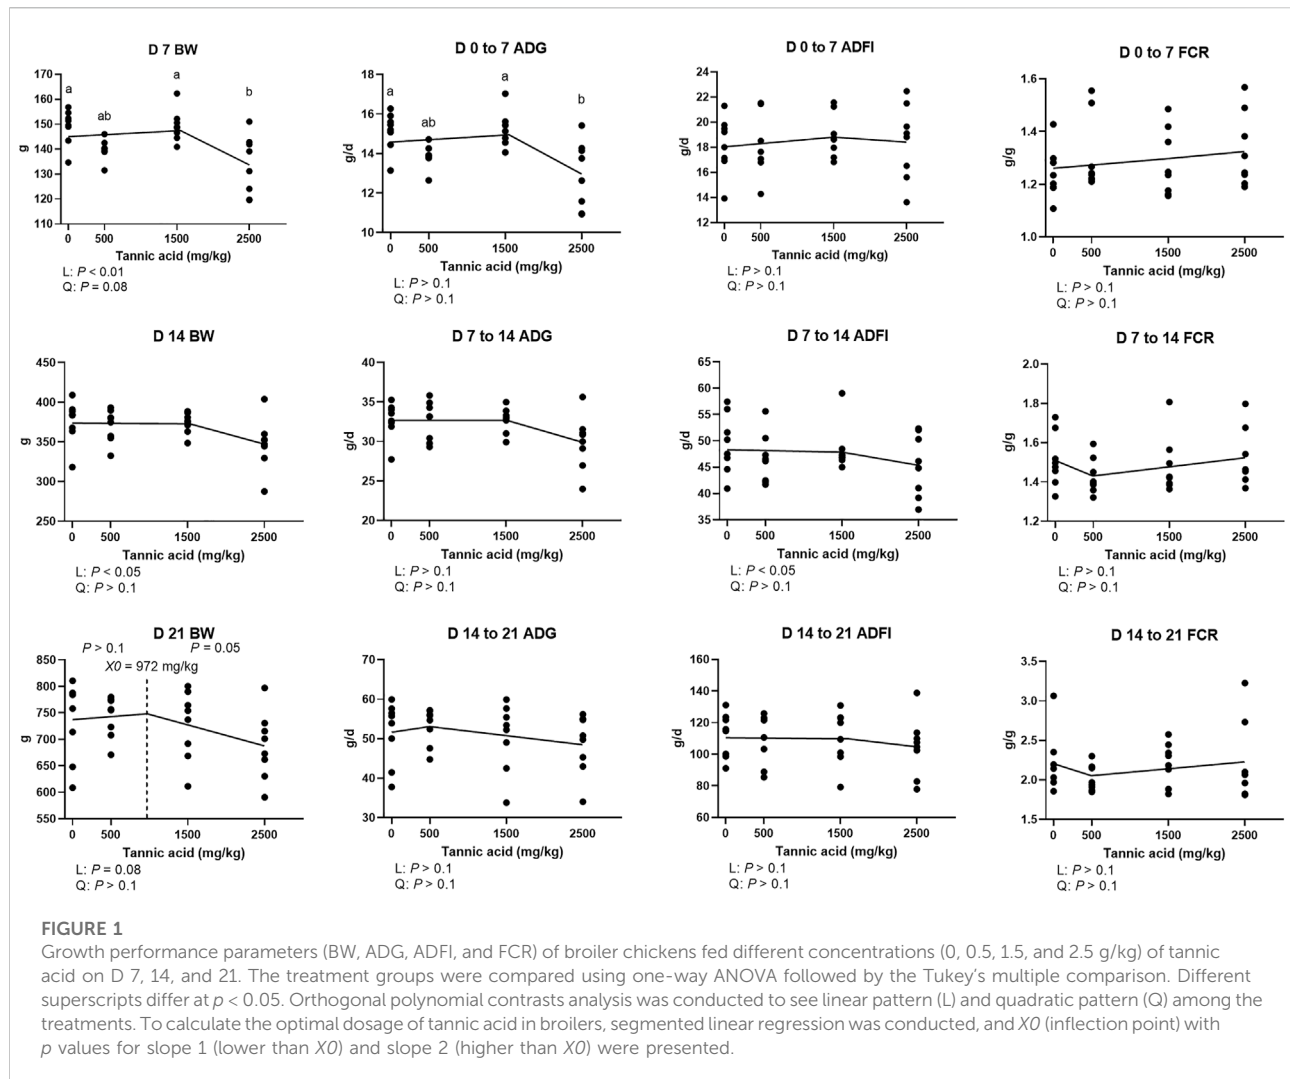 D 7 BW
170
160
150
140
130
120
110
g
a
ab
a
b
0 500 1500 2500
Tannic acid (mg/kg)
L: P < 0.01
Q: P = 0.08
D 0 to 7 ADG
18
16
14
12
10
g/d
a
ab
a
b
0 500 1500 2500
Tannic acid (mg/kg)
L: P > 0.1
Q: P > 0.1
D 0 to 7 ADFI
24
22
20
18
16
14
12
g/d
0 500 1500 2500
Tannic acid (mg/kg)
L: P > 0.1
Q: P > 0.1
D 0 to 7 FCR
1.6
1.4
1.2
1.0
g/g
0 500 1500 2500
Tannic acid (mg/kg)
L: P > 0.1
Q: P > 0.1
D 14 BW
450
400
350
300
250
g
0 500 1500 2500
Tannic acid (mg/kg)
L: P < 0.05
Q: P > 0.1
D 7 to 14 ADG
40
35
30
25
20
g/d
0 500 1500 2500
Tannic acid (mg/kg)
L: P > 0.1
Q: P > 0.1
D 7 to 14 ADFI
65
60
55
50
45
40
35
g/d
0 500 1500 2500
Tannic acid (mg/kg)
L: P < 0.05
Q: P > 0.1
D 7 to 14 FCR
2.0
1.8
1.6
1.4
1.2
g/g
0 500 1500 2500
Tannic acid (mg/kg)
L: P > 0.1
Q: P > 0.1
D 21 BW
P > 0.1
P = 0.05
X0 = 972 mg/kg
850
800
750
700
650
600
550
g
0 500 1500 2500
Tannic acid (mg/kg)
L: P = 0.08
Q: P > 0.1
D 14 to 21 ADG
70
60
50
40
30
g/d
0 500 1500 2500
Tannic acid (mg/kg)
L: P > 0.1
Q: P > 0.1
D 14 to 21 ADFI
160
140
120
100
80
60
g/d
0 500 1500 2500
Tannic acid (mg/kg)
L: P > 0.1
Q: P > 0.1
D 14 to 21 FCR
3.5
3.0
2.5
2.0
1.5
g/g
0 500 1500 2500
Tannic acid (mg/kg)
L: P > 0.1
Q: P > 0.1
FIGURE 1
Growth performance parameters (BW, ADG, ADFI, and FCR) of broiler chickens fed different concentrations (0, 0.5, 1.5, and 2.5 g/kg) of tannic
acid on D 7, 14, and 21. The treatment groups were compared using one-way ANOVA followed by the Tukey's multiple comparison. Different
superscripts differ at p < 0.05. Orthogonal polynomial contrasts analysis was conducted to see linear pattern (L) and quadratic pattern (Q) among the
treatments. To calculate the optimal dosage of tannic acid in broilers, segmented linear regression was conducted, and X0 (inflection point) with
p values for slope 1 (lower than X0) and slope 2 (higher than X0) were presented.